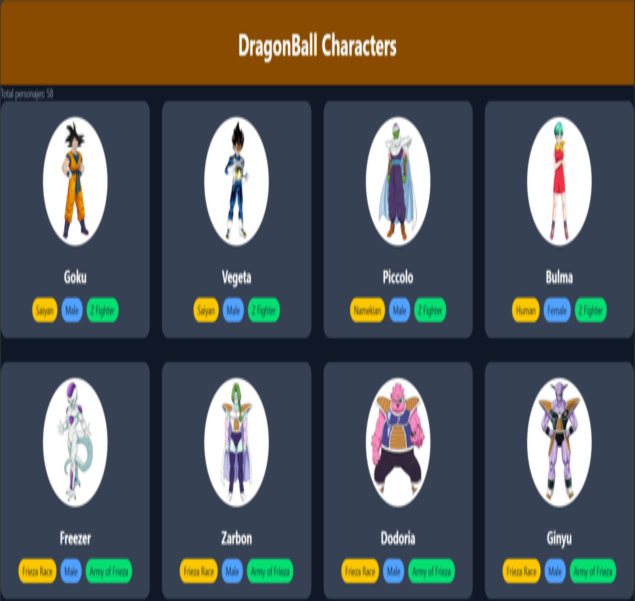 DragonBall Characters
Total personajes: 58
Goku Vegeta Piccolo Bulma
Saiyan Male Z Fighter Saiyan Male Z Fighter Namekian Male Z Fighter Human Female Z Fighter
Freezer Zarbon Dodoria Ginyu
Frieza Race Male Army of Frieza Frieza Race Male Army of Frieza Frieza Race Male Army of Frieza Frieza Race Male Army of Frieza